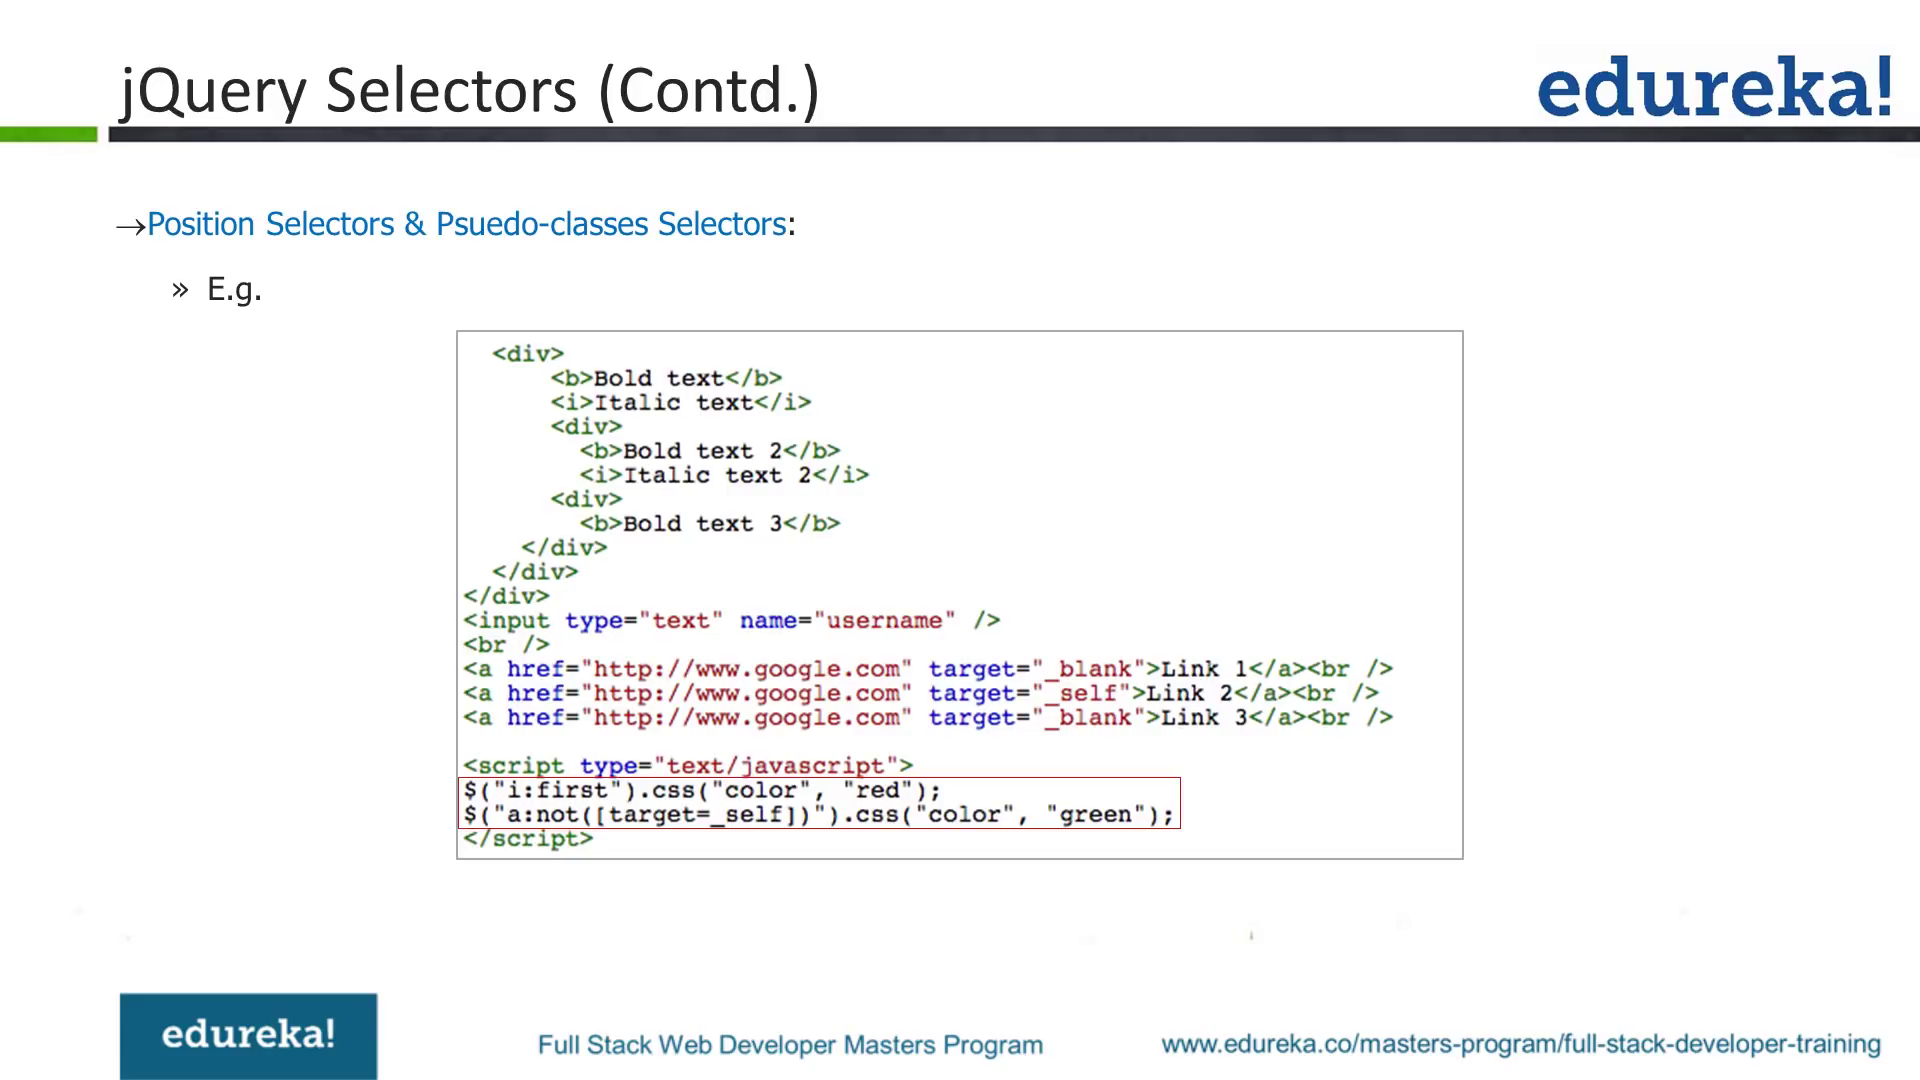 jQuery Selectors (Contd.)
edureka!
→Position Selectors & Psuedo-classes Selectors:
» E.g.
<div>
<b>Bold text</b>
<i>Italic text</i>
<div>
<b>Bold text 2</b>
<i>Italic text 2</i>
<div>
<b>Bold text 3</b>
</div>
</div>
</div>
<input type="text" name="username" />
<br />
<a href="http://www.google.com" target="_blank">Link 1</a><br />
<a href="http://www.google.com" target="_self">Link 2</a><br />
<a href="http://www.google.com" target="_blank">Link 3</a><br />
<script type="text/javascript">
$("i:first").css("color", "red");
$("a:not([target=_self])").css("color", "green");
</script>
edureka!
Full Stack Web Developer Masters Program
www.edureka.co/masters-program/full-stack-developer-training